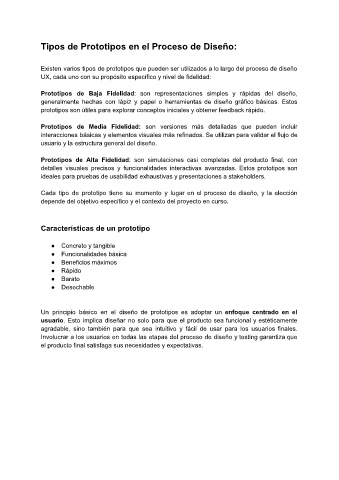 Tipos de Prototipos en el Proceso de Diseño:
Existen varios tipos de prototipos que pueden ser utilizados a lo largo del proceso de diseño
UX, cada uno con su propósito específico y nivel de fidelidad:
Prototipos de Baja Fidelidad: son representaciones simples y rápidas del diseño,
generalmente hechas con lápiz y papel o herramientas de diseño gráfico básicas. Estos
prototipos son útiles para explorar conceptos iniciales y obtener feedback rápido.
Prototipos de Media Fidelidad: son versiones más detalladas que pueden incluir
interacciones básicas y elementos visuales más refinados. Se utilizan para validar el flujo de
usuario y la estructura general del diseño.
Prototipos de Alta Fidelidad: son simulaciones casi completas del producto final, con
detalles visuales precisos y funcionalidades interactivas avanzadas. Estos prototipos son
ideales para pruebas de usabilidad exhaustivas y presentaciones a stakeholders.
Cada tipo de prototipo tiene su momento y lugar en el proceso de diseño, y la elección
depende del objetivo específico y el contexto del proyecto en curso.
Características de un prototipo
● Concreto y tangible
● Funcionalidades básica
● Beneficios máximos
● Rápido
● Barato
● Desochable
Un principio básico en el diseño de prototipos es adoptar un enfoque centrado en el
usuario. Esto implica diseñar no solo para que el producto sea funcional y estéticamente
agradable, sino también para que sea intuitivo y fácil de usar para los usuarios finales.
Involucrar a los usuarios en todas las etapas del proceso de diseño y testing garantiza que
el producto final satisfaga sus necesidades y expectativas.